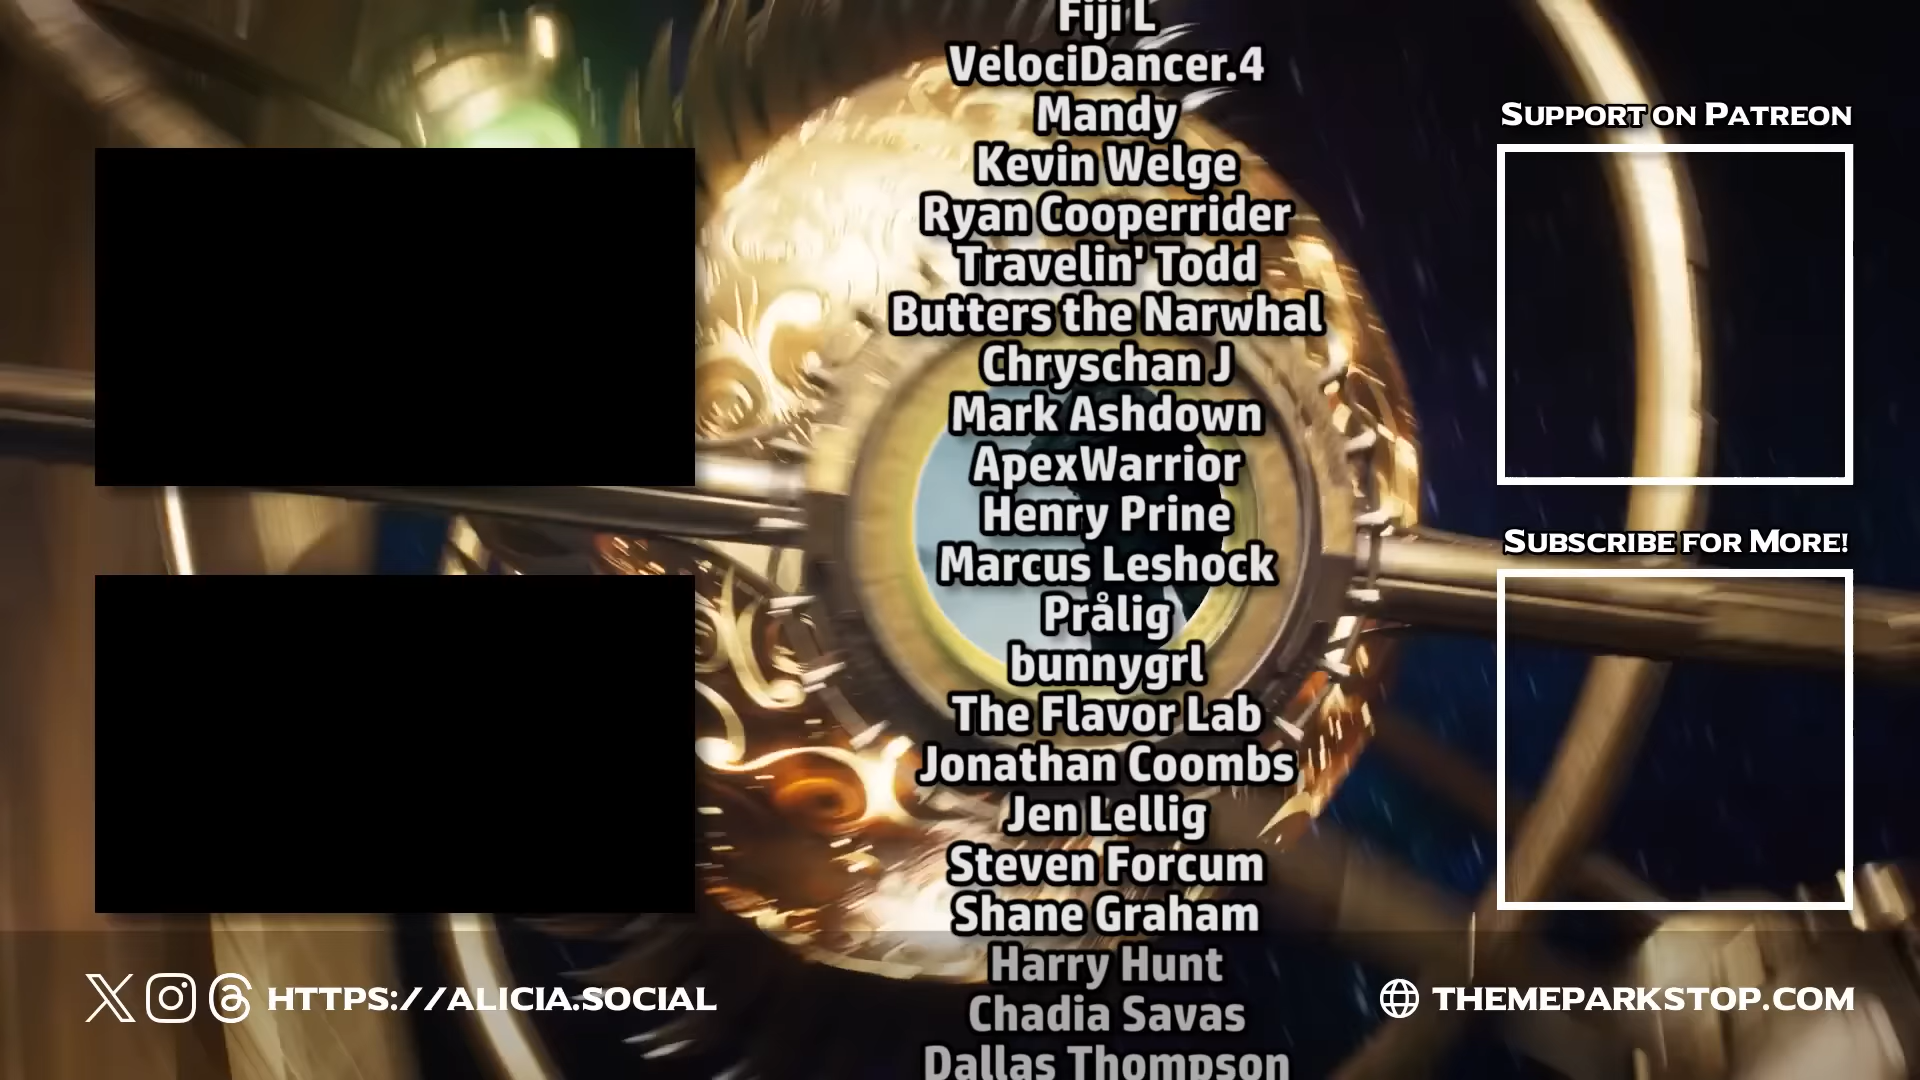 Fiji L
VelociDancer.4
Mandy
Kevin Welge
Ryan Cooperrider
Travelin' Todd
Butters the Narwhal
Chryschan J
Mark Ashdown
ApexWarrior
Henry Prine
Marcus Leshock
Prålig
bunnygrl
The Flavor Lab
Jonathan Coombs
Jen Lellig
Steven Forcum
Shane Graham
Harry Hunt
Chadia Savas
Dallas Thompson
Support on Patreon
Subscribe for More!
HTTPS://ALICIA.SOCIAL
THEMEPARKSTOP.COM